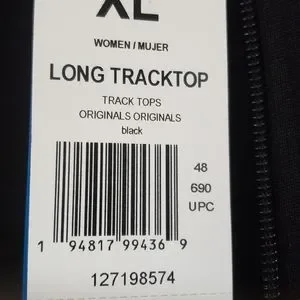 XL
WOMEN / MUJER
LONG TRACKTOP
TRACK TOPS
ORIGINALS ORIGINALS
black
48
690
UPC
1 94817 99436 9
127198574